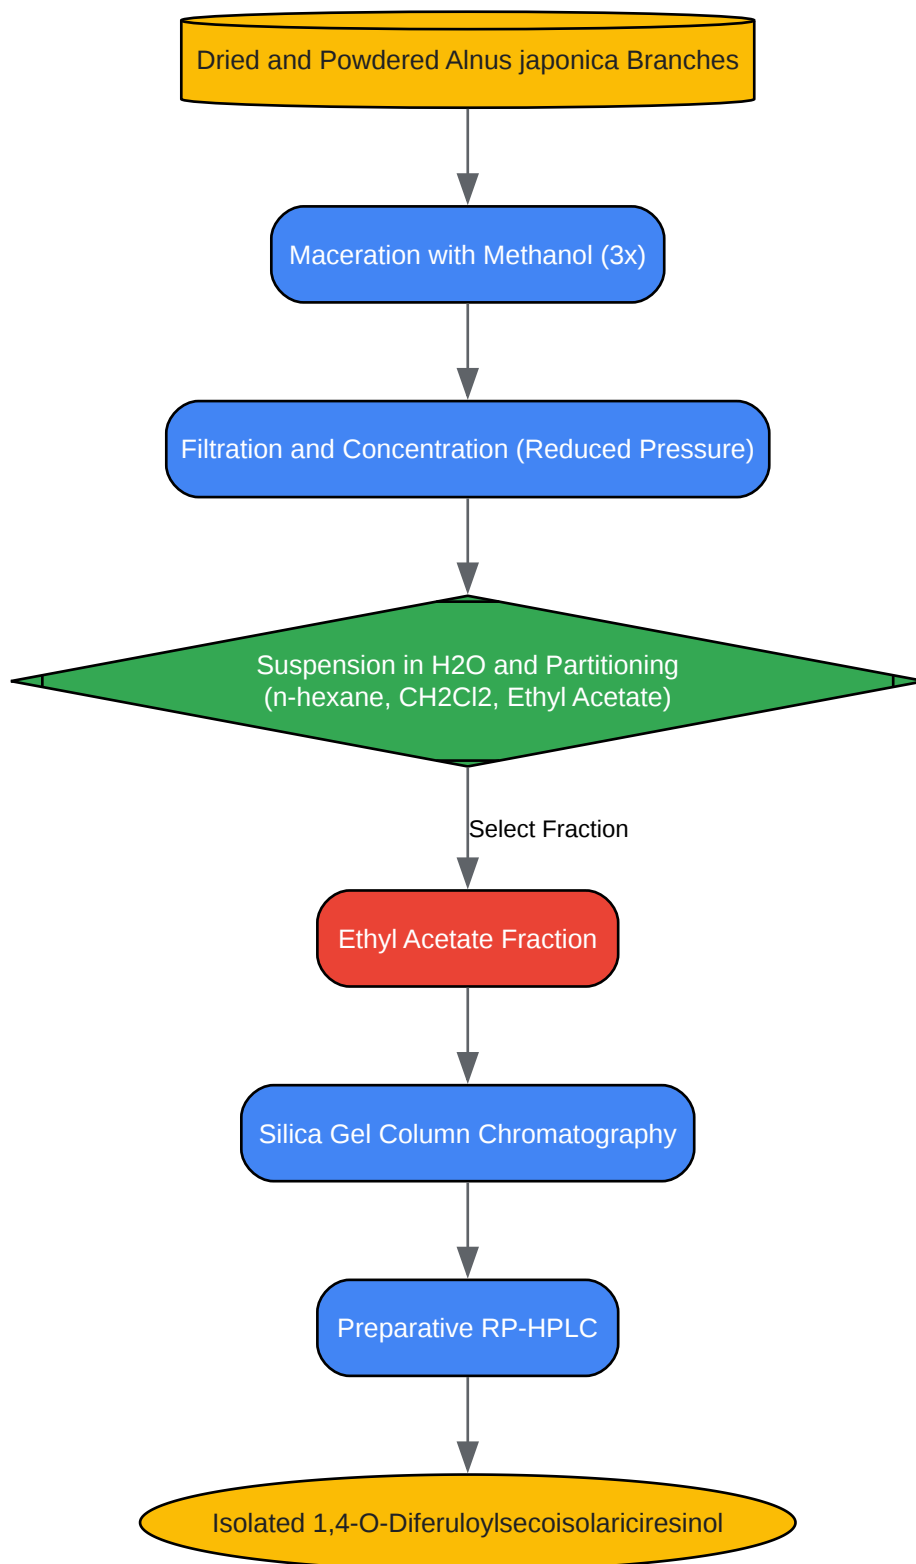 Dried and Powdered Alnus japonica Branches
Maceration with Methanol (3x)
Filtration and Concentration (Reduced Pressure)
Suspension in H2O and Partitioning
(n-hexane, CH2Cl2, Ethyl Acetate)
Select Fraction
Ethyl Acetate Fraction
Silica Gel Column Chromatography
Preparative RP-HPLC
Isolated 1,4-O-Diferuloylsecoisolariciresinol